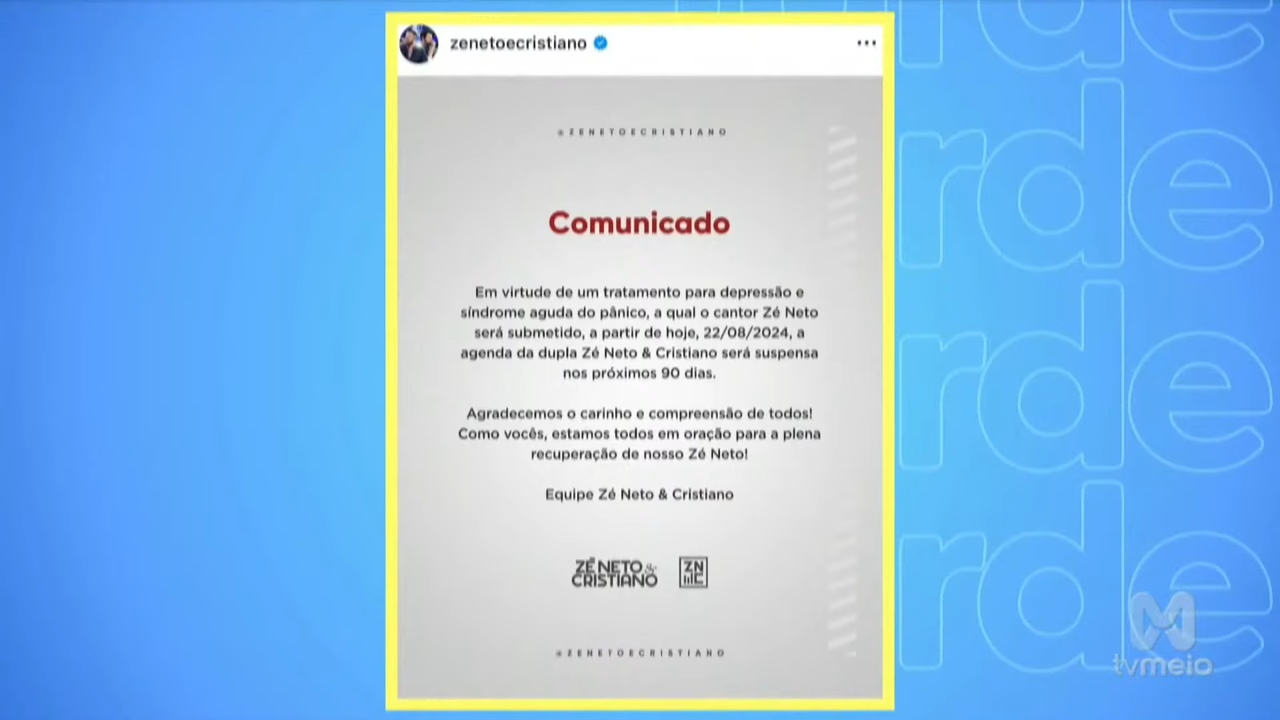 zenetoecristiano
@ZENETOECRISTIANO
Comunicado
Em virtude de um tratamento para depressão e
síndrome aguda do pânico, a qual o cantor Zé Neto
será submetido, a partir de hoje, 22/08/2024, a
agenda da dupla Zé Neto & Cristiano será suspensa
nos próximos 90 dias.
Agradecemos o carinho e compreensão de todos!
Como vocês, estamos todos em oração para a plena
recuperação de nosso Zé Neto!
Equipe Zé Neto & Cristiano
ZÉ NETO &
CRISTIANO
ZN
C
@ZENETOECRISTIANO
rde
rde
rde
rde
tvmeio